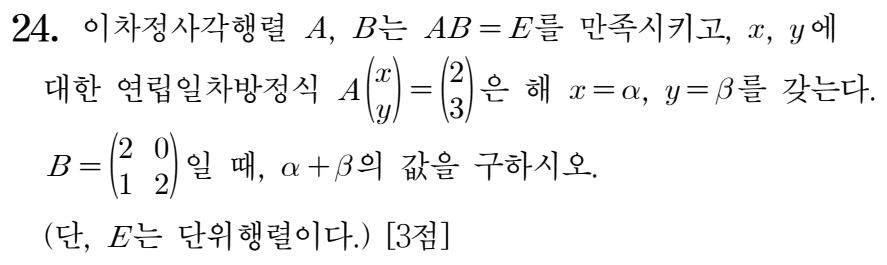 24. 이차정사각행렬 A, B는 AB = E를 만족시키고, x, y에
대한 연립일차방정식 A(x y) = (2 3)은 해 x = α, y = β를 갖는다.
B = (2 0 1 2)일 때, α + β의 값을 구하시오.
(단, E는 단위행렬이다.) [3점]